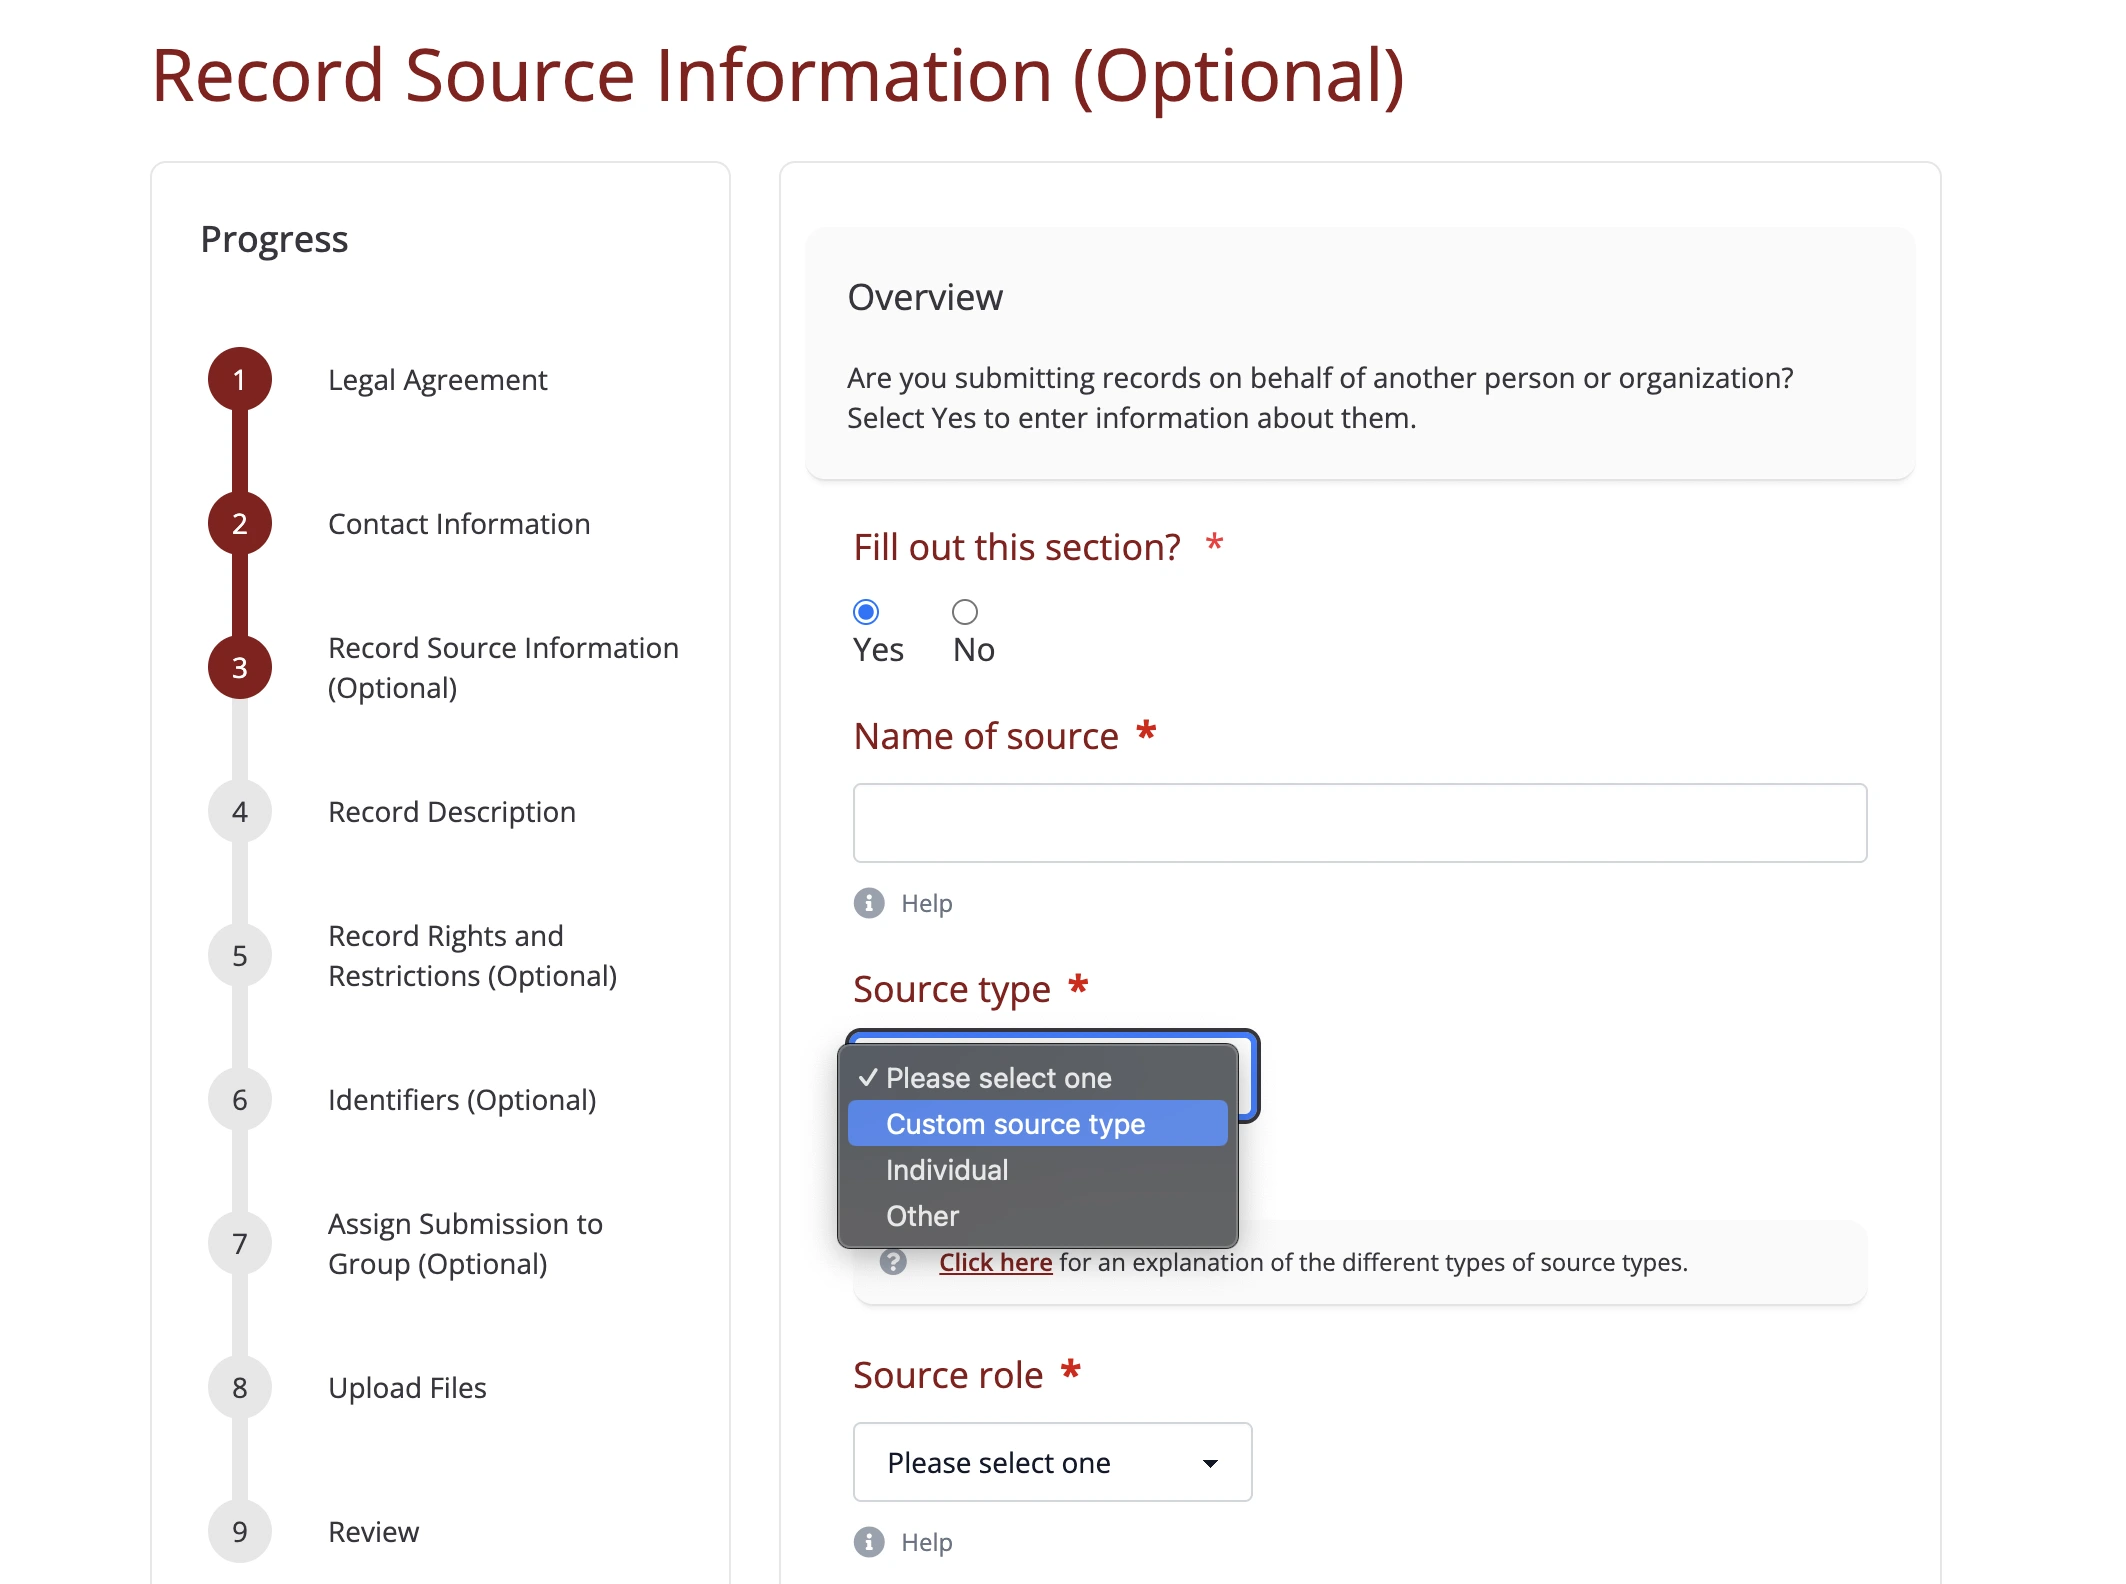 Record Source Information (Optional)
Progress
1 Legal Agreement
2 Contact Information
3 Record Source Information
(Optional)
4 Record Description
5 Record Rights and
Restrictions (Optional)
6 Identifiers (Optional)
7 Assign Submission to
Group (Optional)
8 Upload Files
9 Review
Overview
Are you submitting records on behalf of another person or organization?
Select Yes to enter information about them.
Fill out this section? *
Yes No
Name of source *
Help
Source type *
✓ Please select one
Custom source type
Individual
Other
Click here for an explanation of the different types of source types.
Source role *
Please select one
Help